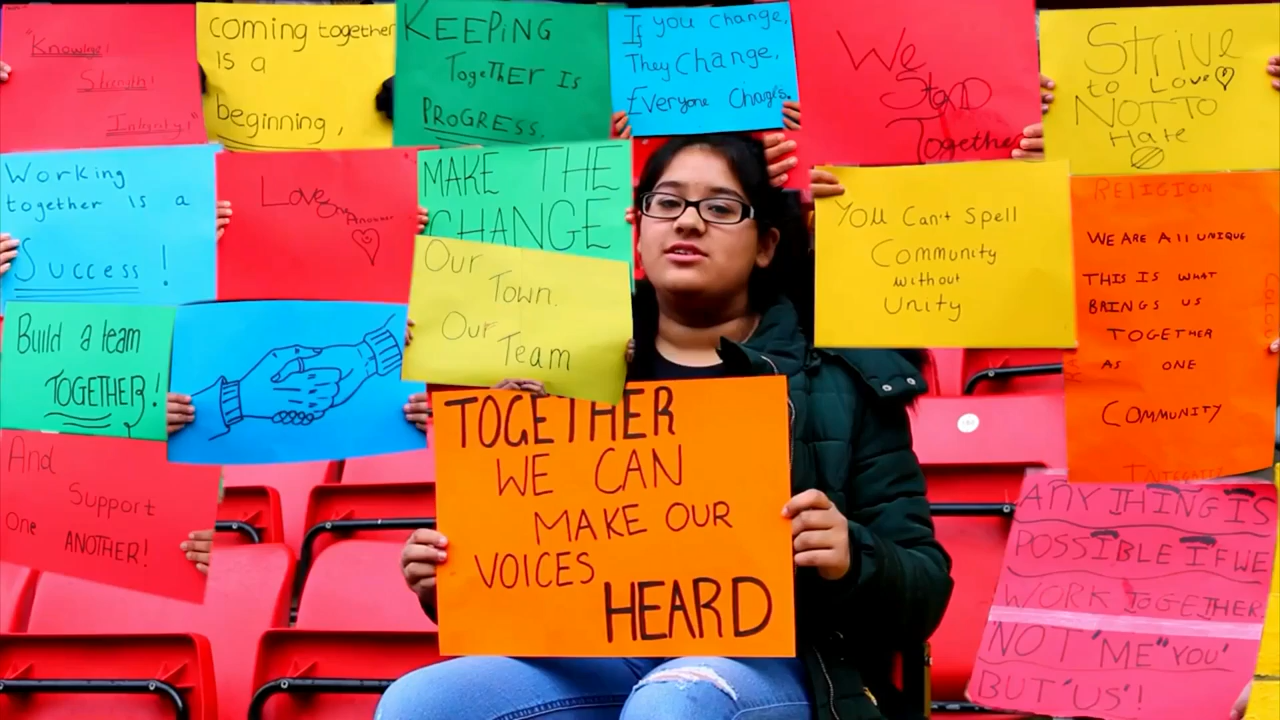 "Knowlge!
Strength!
Integrity!"
coming together
is a
beginning,
KEEPING
TogeTHER Is
PROGRESS.
If you change,
They Change,
Everyone Changes.
We
Stand
Together
Strive
to Love
NOT TO
Hate
Working
together is a
Success!
Love
One
Another
MAKE THE
CHANGE
Our
Town.
Our
Team
You Can't Spell
Community
without
Unity
RELIGION
WE ARE All UNIQUE
THIS IS WHAT
BRINGS US
TOGETHER
AS ONE
COMMUNITY
Build a team
TOGETHER!
And
Support
One ANOTHER!
TOGETHER
WE CAN
MAKE OUR
VOICES
HEARD
ANYTHING IS
POSSIBLE IF WE
WORK TOGETHER.
NOT 'ME' 'YOU'
BUT 'US'!